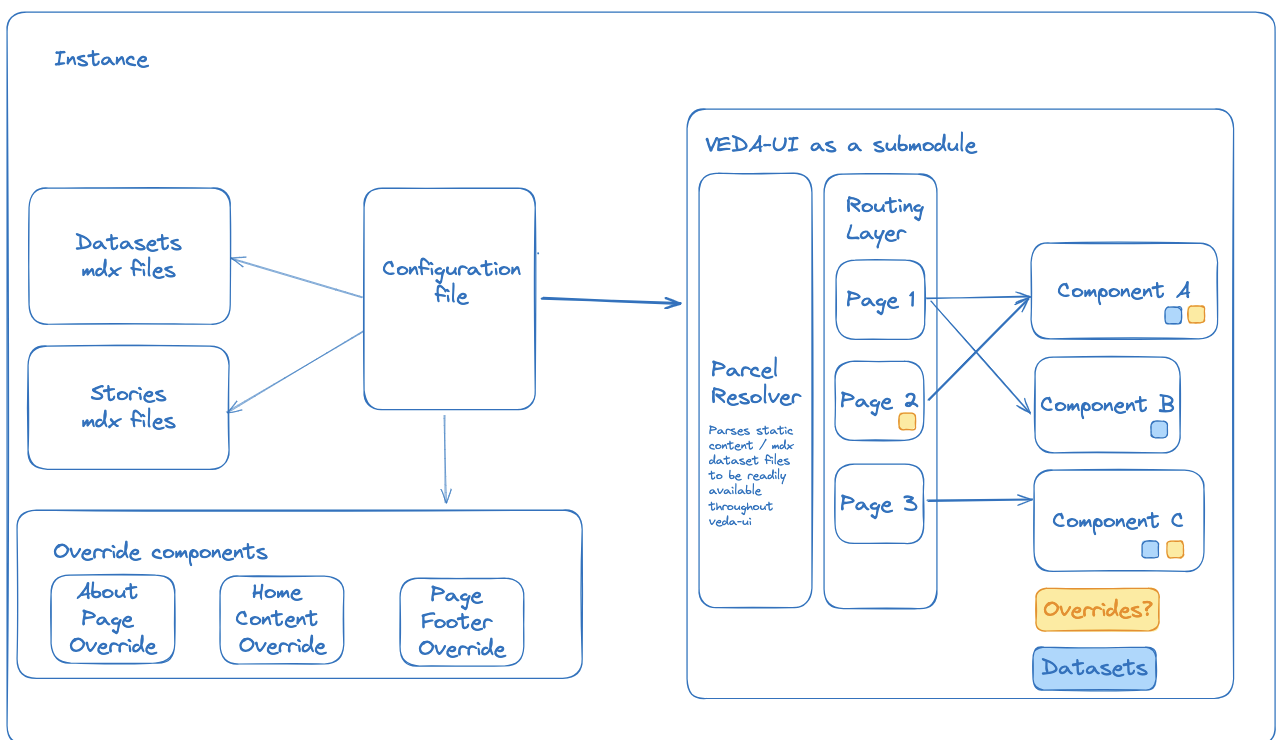 Instance
VEDA-UI as a submodule
Datasets
mdx files
Stories
mdx files
Configuration
file
Override components
About
Page
Override
Home
Content
Override
Page
Footer
Override
Parcel
Resolver
Parses static
content / mdx
dataset files
to be readily
available
throughout
veda-ui
Routing
Layer
Page 1
Page 2
Page 3
Component A
Component B
Component C
Overrides?
Datasets